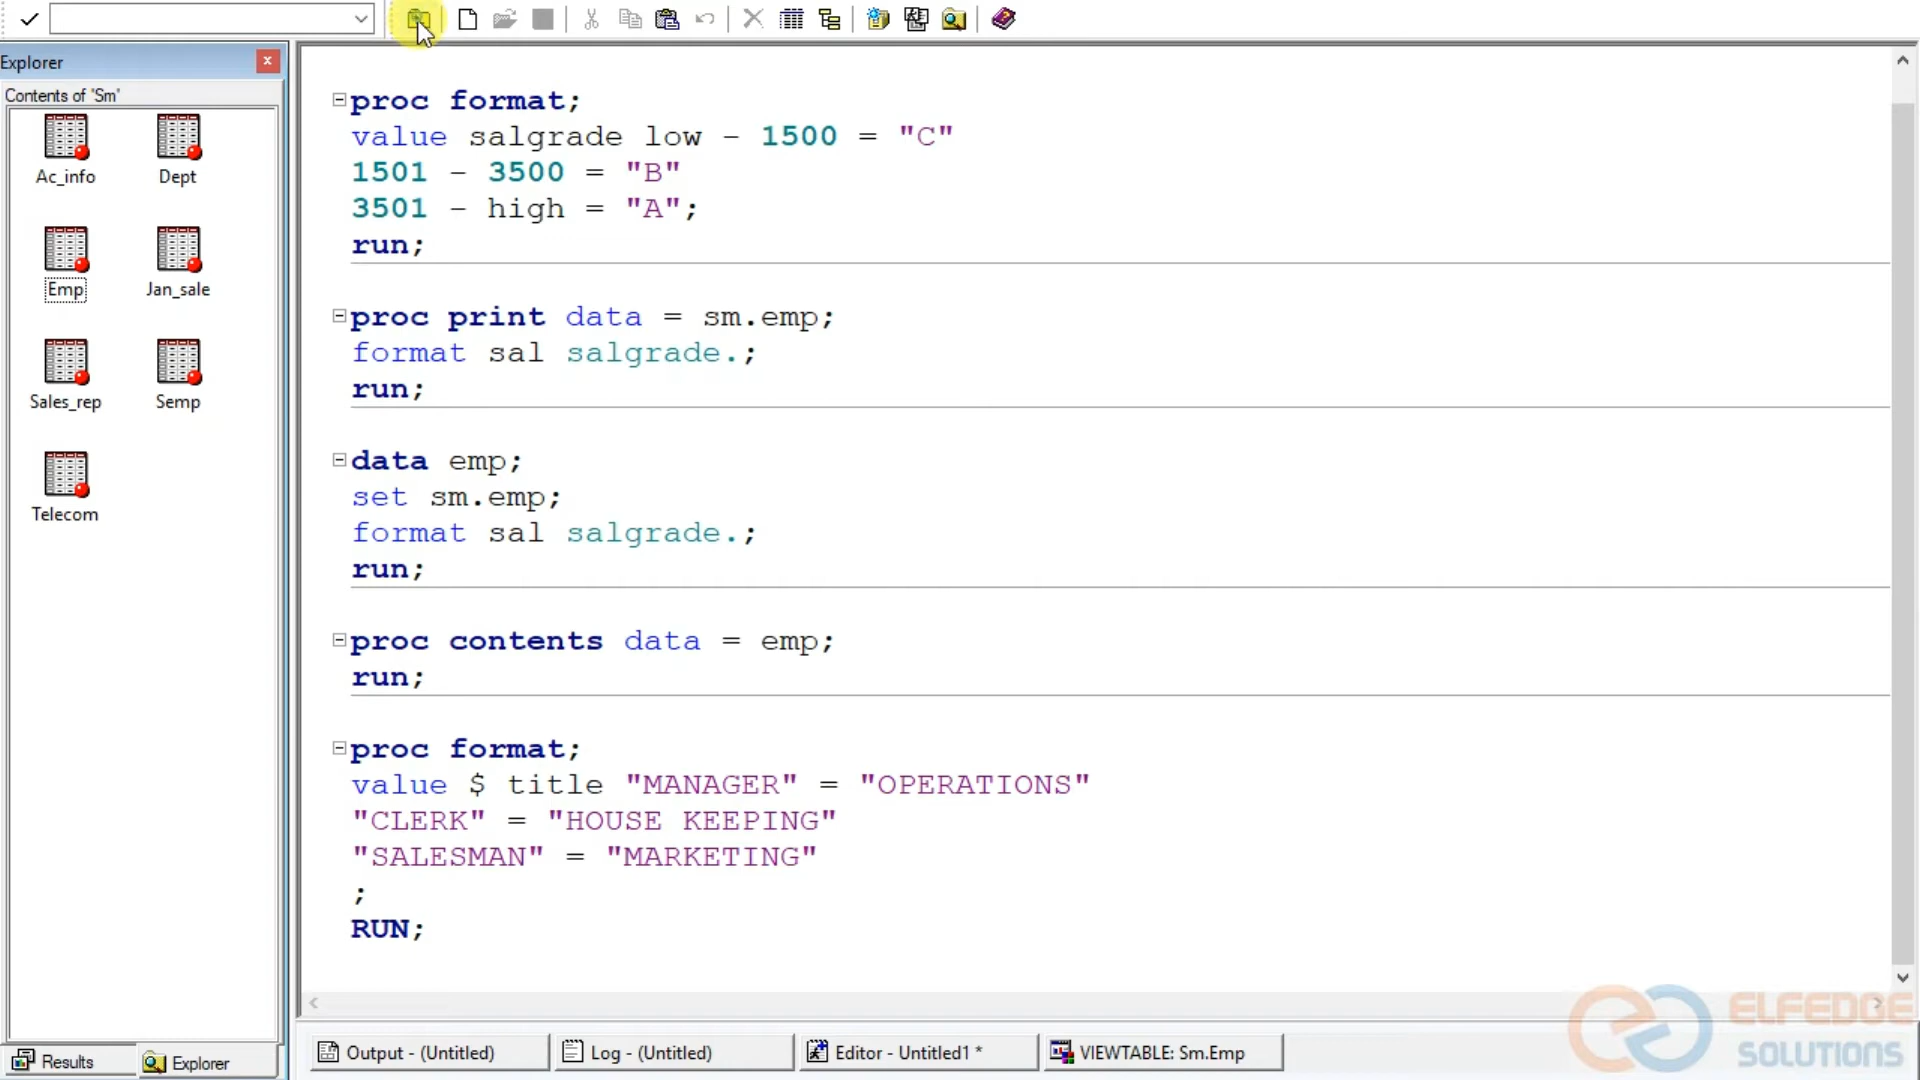 Explorer
Contents of 'Sm'
Ac_info
Dept
Emp
Jan_sale
Sales_rep
Semp
Telecom
Results
Explorer
proc format;
value salgrade low - 1500 = "C"
1501 - 3500 = "B"
3501 - high = "A";
run;
proc print data = sm.emp;
format sal salgrade.;
run;
data emp;
set sm.emp;
format sal salgrade.;
run;
proc contents data = emp;
run;
proc format;
value $ title "MANAGER" = "OPERATIONS"
"CLERK" = "HOUSE KEEPING"
"SALESMAN" = "MARKETING"
;
RUN;
Output - (Untitled)
Log - (Untitled)
Editor - Untitled1 *
VIEWTABLE: Sm.Emp
ELFEDGE
SOLUTIONS